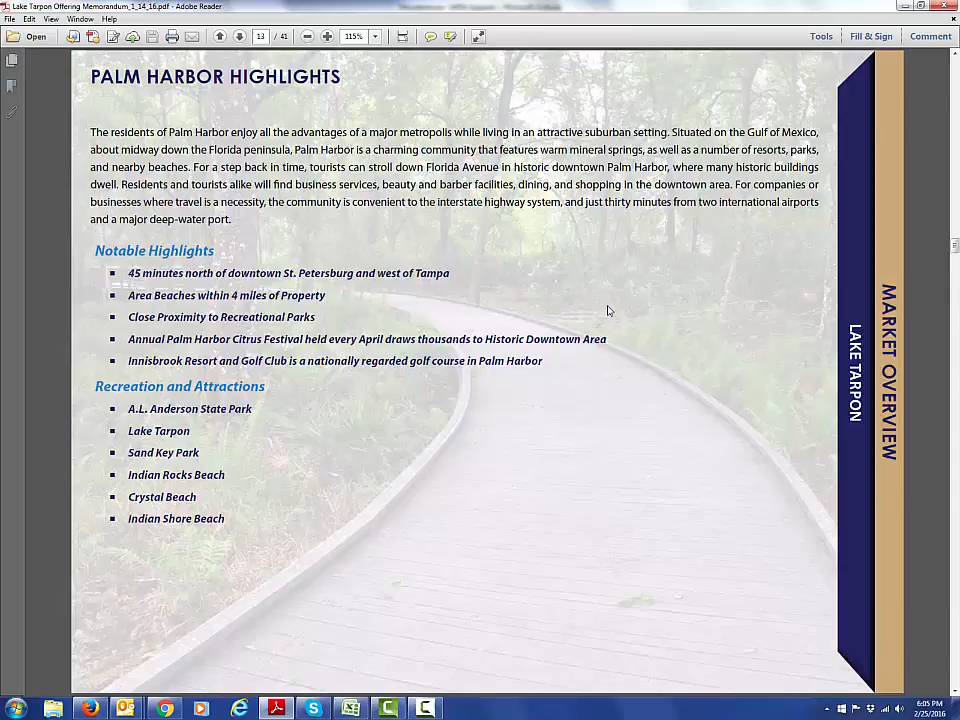 Lake Tarpon Offering Memorandum_1_14_16.pdf - Adobe Reader
File Edit View Window Help
Open 13 / 41 115% Tools Fill & Sign Comment
PALM HARBOR HIGHLIGHTS
The residents of Palm Harbor enjoy all the advantages of a major metropolis while living in an attractive suburban setting. Situated on the Gulf of Mexico,
about midway down the Florida peninsula, Palm Harbor is a charming community that features warm mineral springs, as well as a number of resorts, parks,
and nearby beaches. For a step back in time, tourists can stroll down Florida Avenue in historic downtown Palm Harbor, where many historic buildings
dwell. Residents and tourists alike will find business services, beauty and barber facilities, dining, and shopping in the downtown area. For companies or
businesses where travel is a necessity, the community is convenient to the interstate highway system, and just thirty minutes from two international airports
and a major deep-water port.
Notable Highlights
45 minutes north of downtown St. Petersburg and west of Tampa
Area Beaches within 4 miles of Property
Close Proximity to Recreational Parks
Annual Palm Harbor Citrus Festival held every April draws thousands to Historic Downtown Area
Innisbrook Resort and Golf Club is a nationally regarded golf course in Palm Harbor
Recreation and Attractions
A.L. Anderson State Park
Lake Tarpon
Sand Key Park
Indian Rocks Beach
Crystal Beach
Indian Shore Beach
MARKET OVERVIEW
LAKE TARPON
6:05 PM
2/25/2016